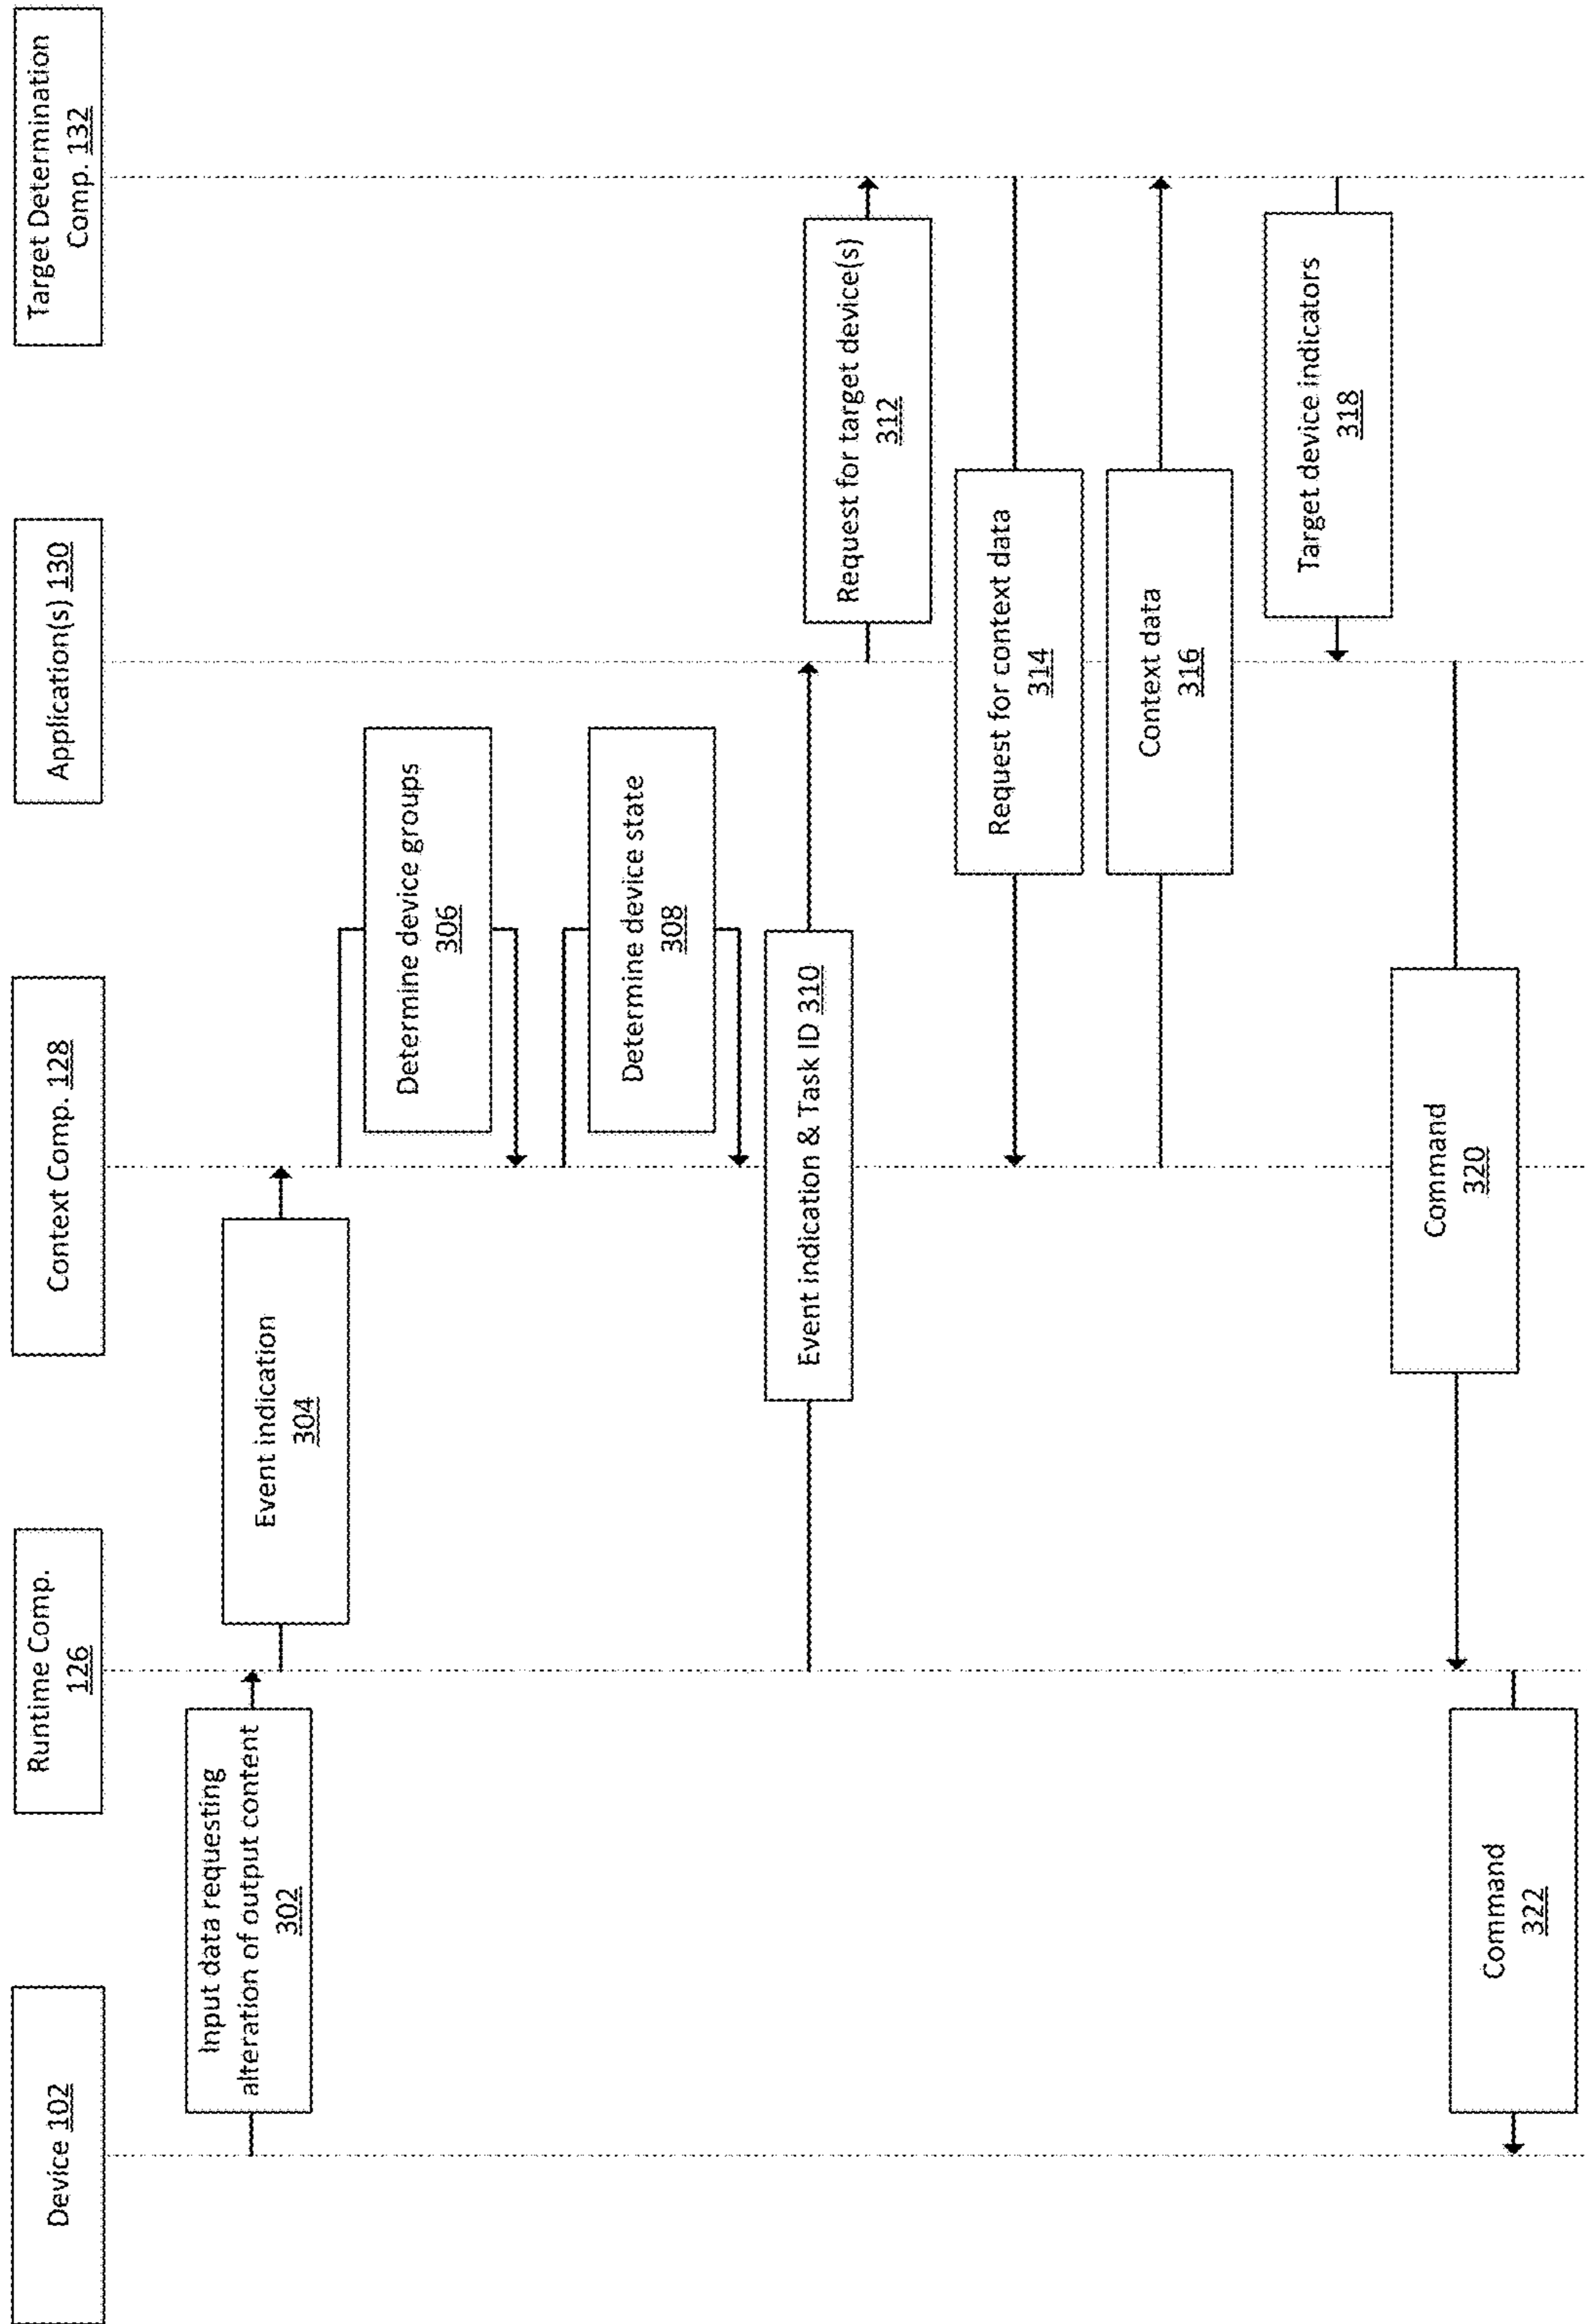 Device 102
Runtime Comp.
126
Context Comp. 128
Application(s) 130
Target Determination
Comp. 132
Input data requesting
alteration of output content
302
Event indication
304
Determine device groups
306
Determine device state
308
Event indication & Task ID 310
Request for target device(s)
312
Request for context data
314
Context data
316
Target device indicators
318
Command
320
Command
322